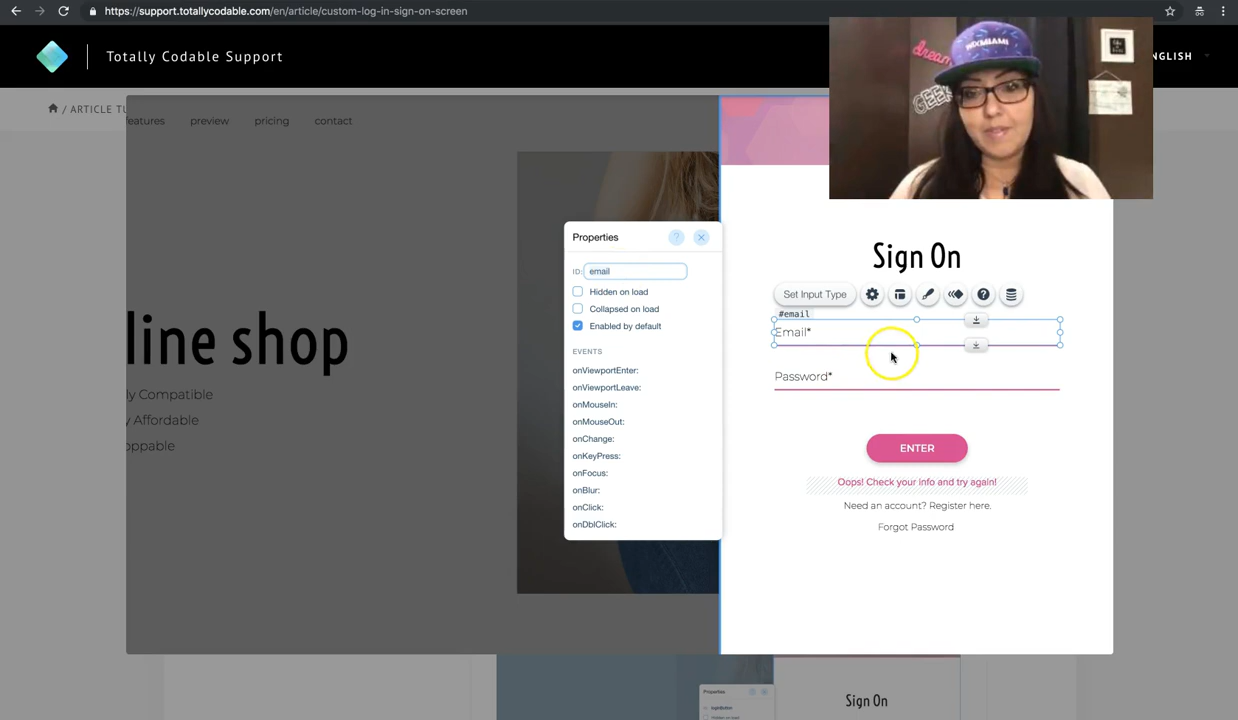 https://support.totallycodable.com/en/article/custom-log-in-sign-on-screen
Totally Codable Support
NGLISH
/ ARTICLE TU
features preview pricing contact
WIXMIAMI
dream
GEEK
line shop
ly Compatible
y Affordable
oppable
Properties
?
ID: email
Hidden on load
Collapsed on load
Enabled by default
EVENTS
onViewportEnter:
onViewportLeave:
onMouseIn:
onMouseOut:
onChange:
onKeyPress:
onFocus:
onBlur:
onClick:
onDblClick:
Sign On
Set Input Type
?
#email
Email*
Password*
ENTER
Oops! Check your info and try again!
Need an account? Register here.
Forgot Password
Properties
Sign On